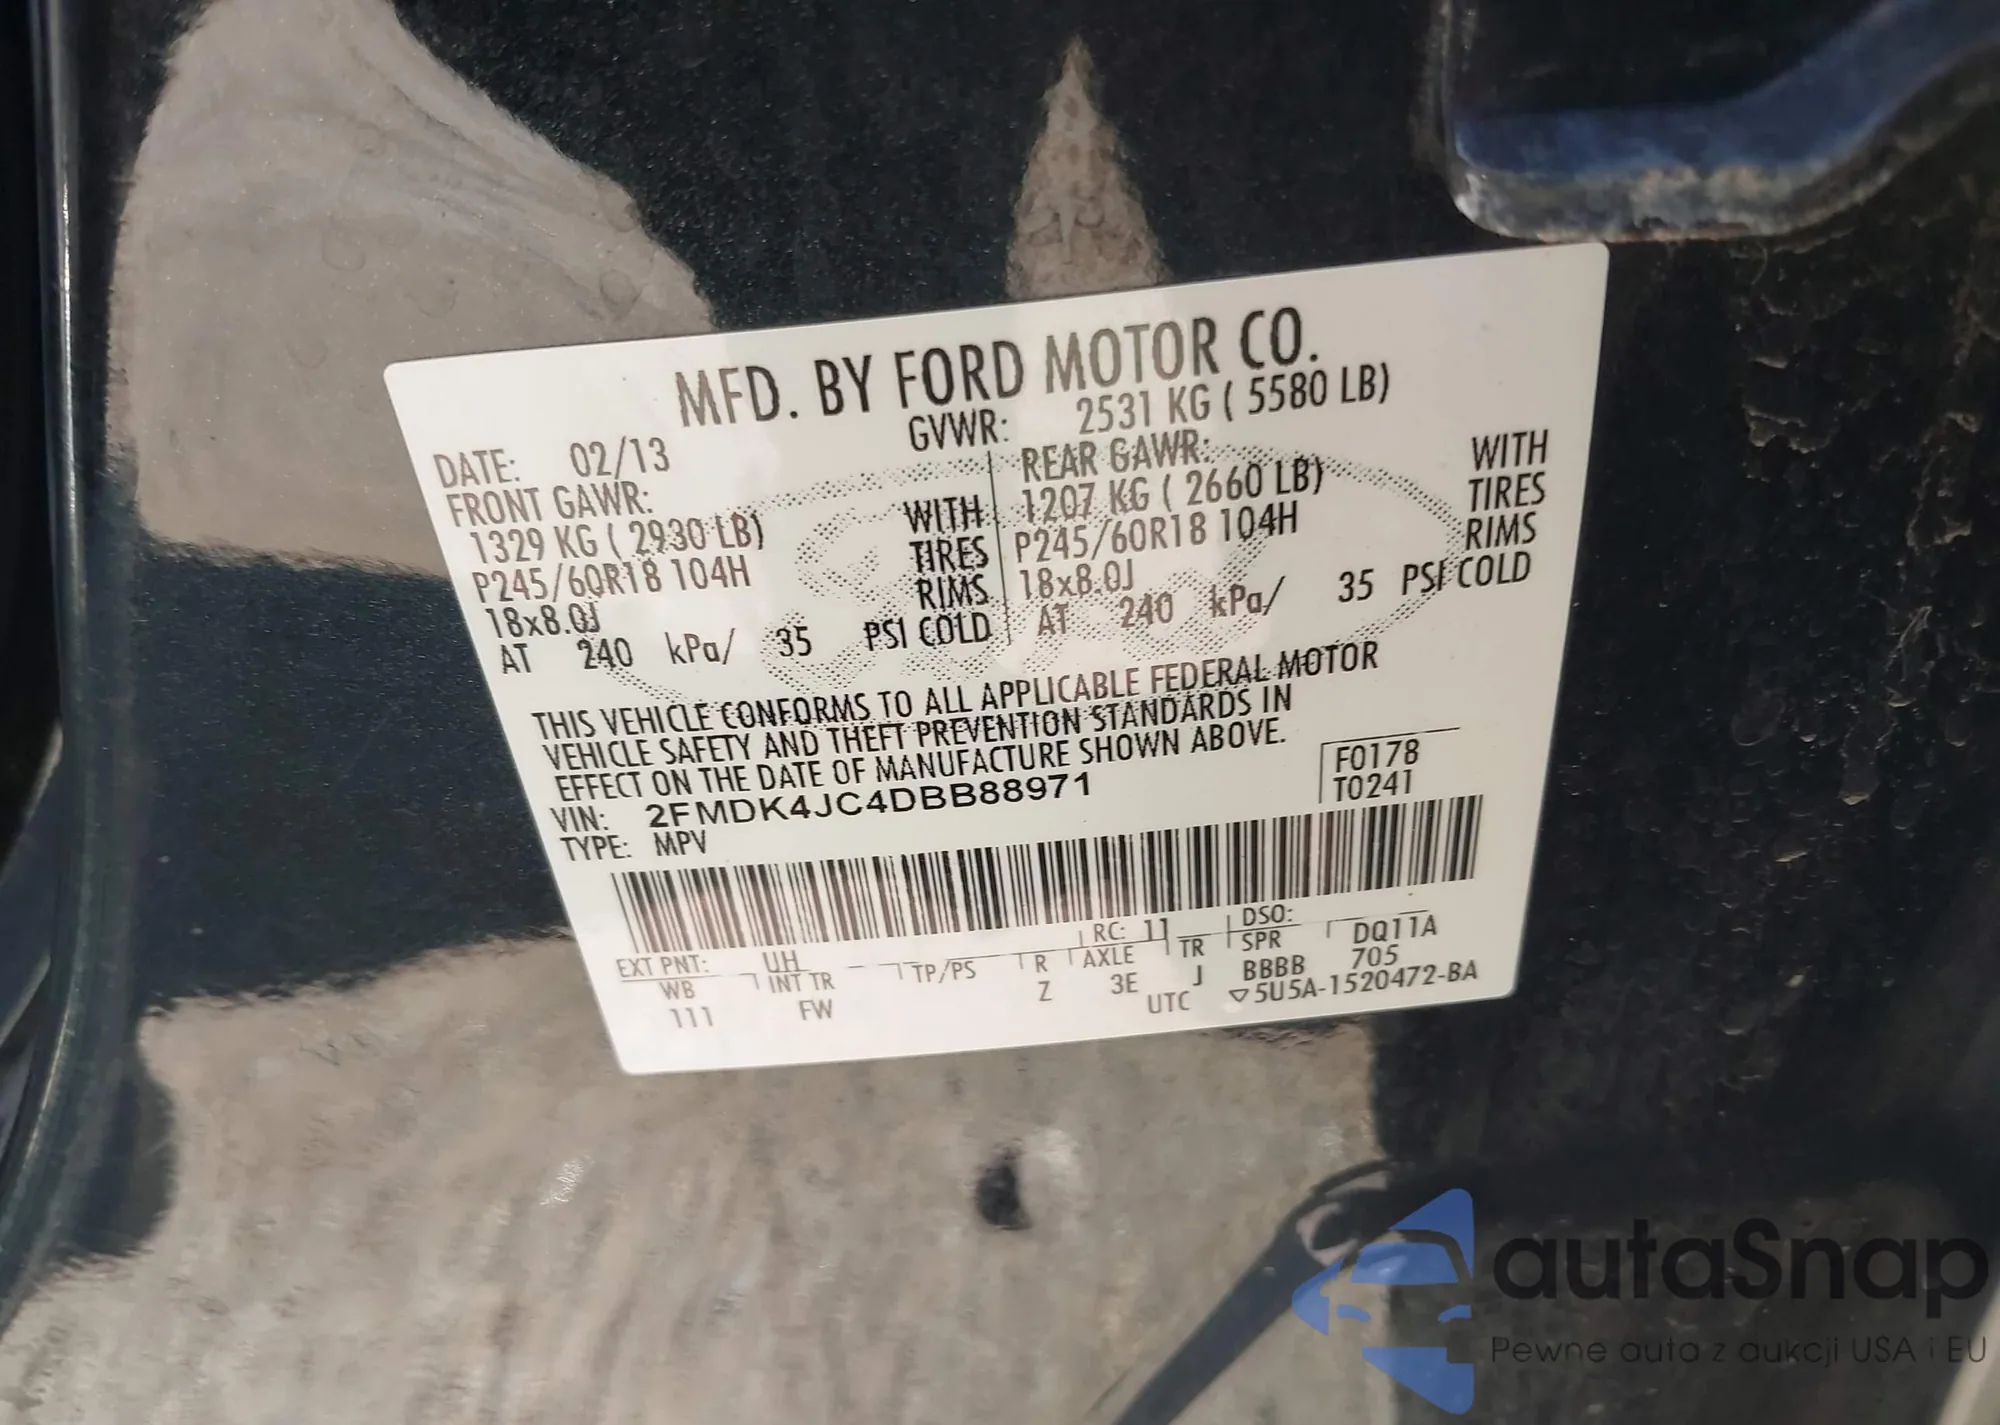 MFD. BY FORD MOTOR CO.
DATE: 02/13 GVWR: 2531 KG ( 5580 LB)
FRONT GAWR: REAR GAWR:
1329 KG ( 2930 LB) WITH 1207 KG ( 2660 LB) WITH
P245/60R18 104H TIRES P245/60R18 104H TIRES
18x8.0J RIMS 18x8.0J RIMS
AT 240 kPa/ 35 PSI COLD AT 240 kPa/ 35 PSI COLD
THIS VEHICLE CONFORMS TO ALL APPLICABLE FEDERAL MOTOR
VEHICLE SAFETY AND THEFT PREVENTION STANDARDS IN
EFFECT ON THE DATE OF MANUFACTURE SHOWN ABOVE.
VIN: 2FMDK4JC4DBB88971 F0178
TYPE: MPV T0241
EXT PNT: UH RC: 11 DSO: DQ11A
WB INT TR TP/PS R AXLE TR SPR 705
111 FW Z 3E J BBBB
UTC ▽5U5A-1520472-BA
autaSnap
Pewne auta z aukcji USA i EU